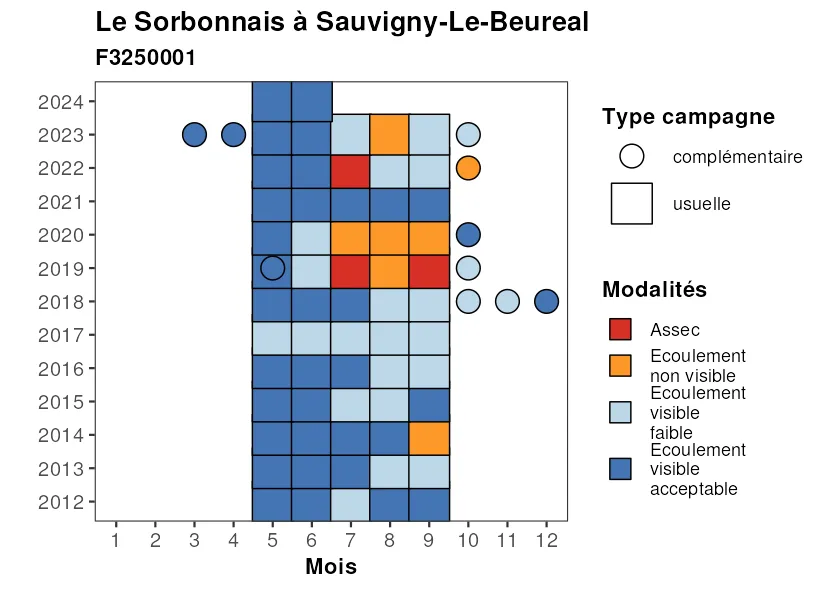 Le Sorbonnais à Sauvigny-Le-Beureal
F3250001
2024
2023
2022
2021
2020
2019
2018
2017
2016
2015
2014
2013
2012
1 2 3 4 5 6 7 8 9 10 11 12
Mois
Type campagne
complémentaire
usuelle
Modalités
Assec
Ecoulement
non visible
Ecoulement
visible
faible
Ecoulement
visible
acceptable